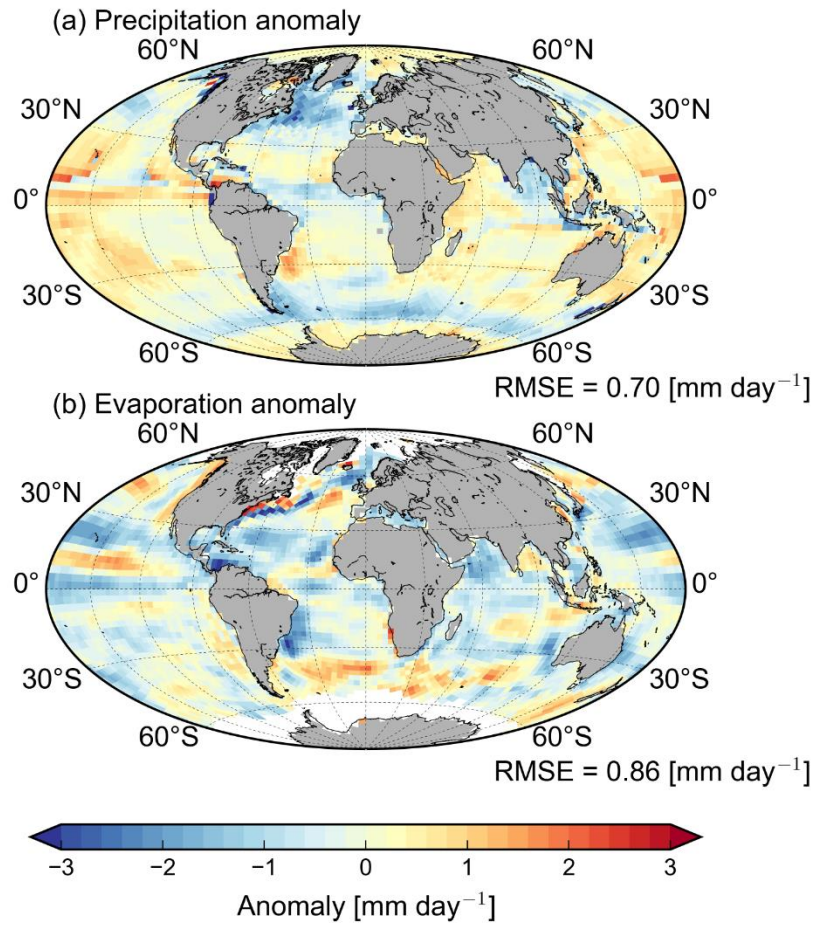 (a) Precipitation anomaly
60°N 60°N
30°N 30°N
0° 0°
30°S 30°S
60°S 60°S
RMSE = 0.70 [mm day⁻¹]
(b) Evaporation anomaly
60°N 60°N
30°N 30°N
0° 0°
30°S 30°S
60°S 60°S
RMSE = 0.86 [mm day⁻¹]
−3 −2 −1 0 1 2 3
Anomaly [mm day⁻¹]